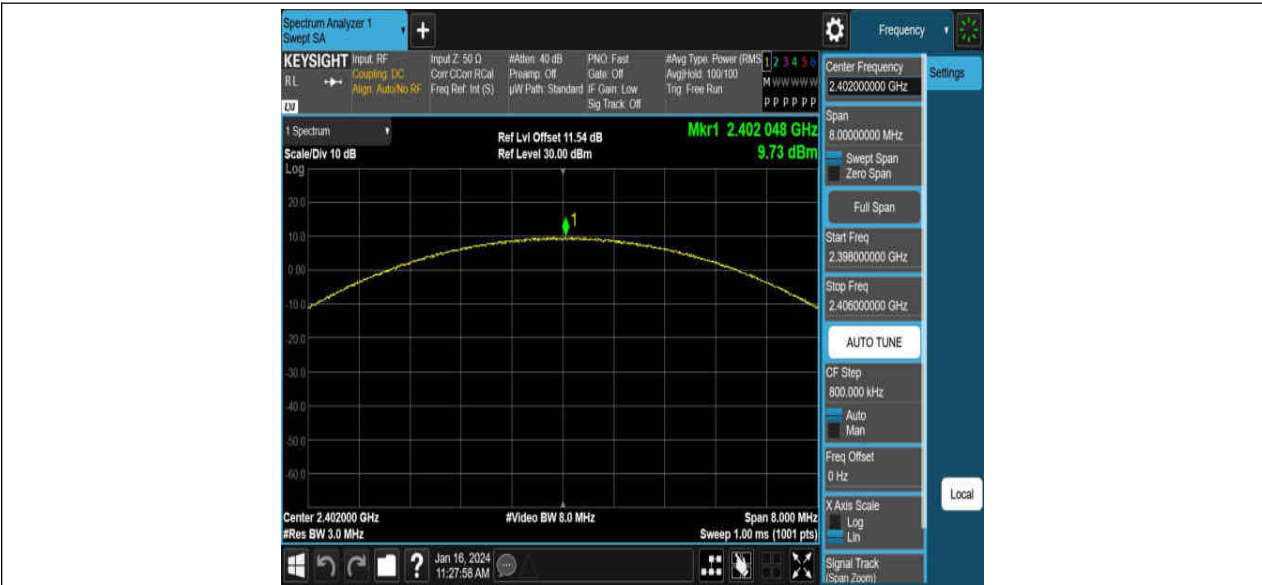 Spectrum Analyzer 1
Swept SA
+
Frequency
KEYSIGHT
RL
LXI
Input: RF
Coupling: DC
Align: Auto/No RF
Input Z: 50 Ω
Corr CCorr RCal
Freq Ref: Int (S)
#Atten: 40 dB
Preamp: Off
µW Path: Standard
PNO: Fast
Gate: Off
IF Gain: Low
Sig Track: Off
#Avg Type: Power (RMS
Avg|Hold: 100/100
Trig: Free Run
1 2 3 4 5 6
M W W W W W
P P P P P P
1 Spectrum
Scale/Div 10 dB
Ref Lvl Offset 11.54 dB
Ref Level 30.00 dBm
Mkr1 2.402 048 GHz
9.73 dBm
Log
20.0
10.0
0.00
-10.0
-20.0
-30.0
-40.0
-50.0
-60.0
1
Center 2.402000 GHz
#Res BW 3.0 MHz
#Video BW 8.0 MHz
Span 8.000 MHz
Sweep 1.00 ms (1001 pts)
Center Frequency
2.402000000 GHz
Settings
Span
8.00000000 MHz
Swept Span
Zero Span
Full Span
Start Freq
2.398000000 GHz
Stop Freq
2.406000000 GHz
AUTO TUNE
CF Step
800.000 kHz
Auto
Man
Freq Offset
0 Hz
X Axis Scale
Log
Lin
Signal Track
(Span Zoom)
Local
?
Jan 16, 2024
11:27:58 AM